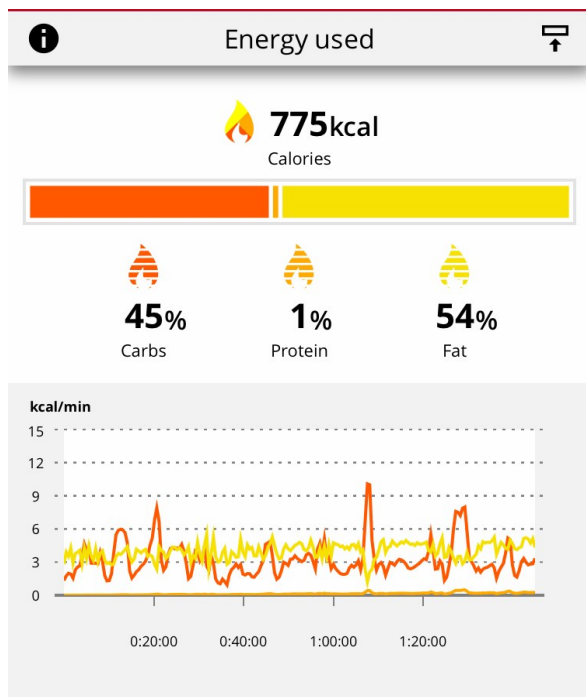 Energy used
775kcal
Calories
45% 1% 54%
Carbs Protein Fat
kcal/min
15
12
9
6
3
0
0:20:00 0:40:00 1:00:00 1:20:00